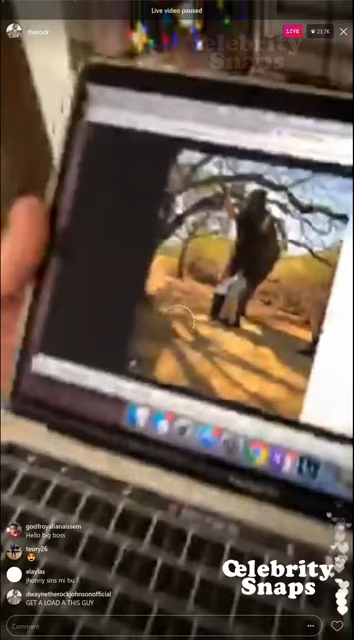 Live video paused
therock
LIVE
23.7K
Celebrity
Snaps
godfroyallanaissem
Hello big boss
teury26
😍
elaylas
jhonny sins mi bu ?
Celebrity
Snaps
dwaynetherockjohnsonofficial
GET A LOAD A THIS GUY
Comment